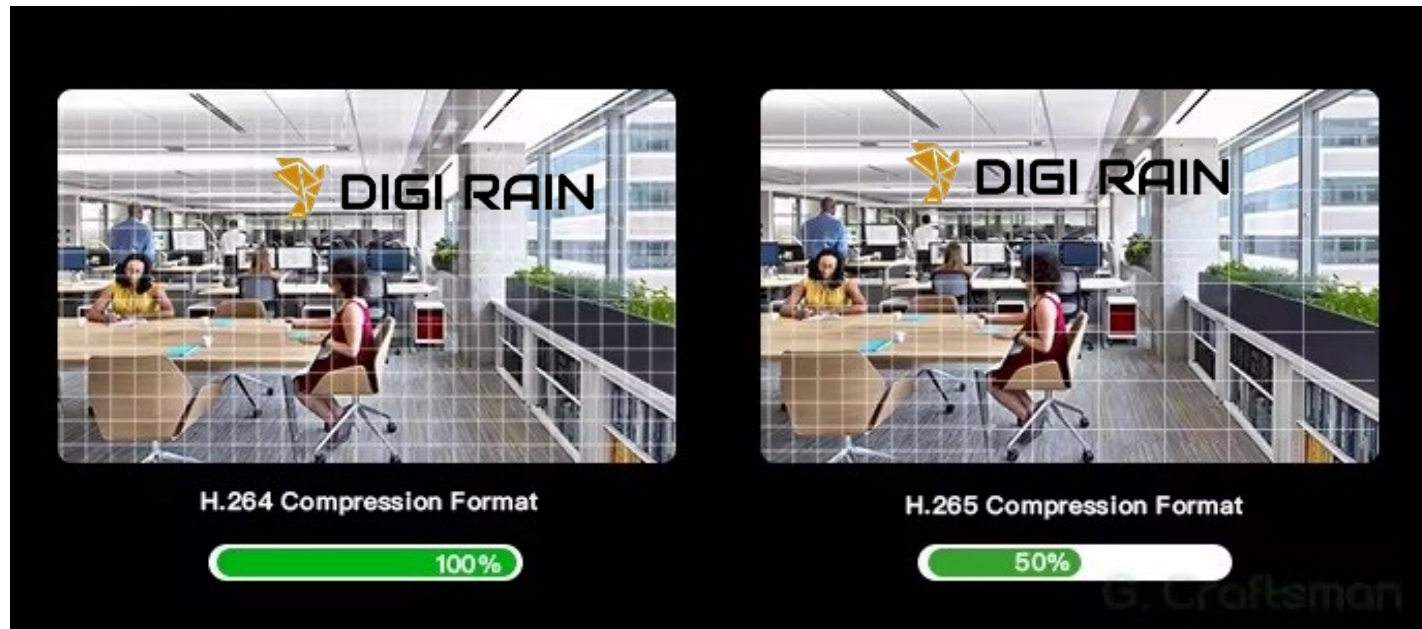 DIGI RAIN
DIGI RAIN
H.264 Compression Format
H.265 Compression Format
100%
50%
G. Craftsman